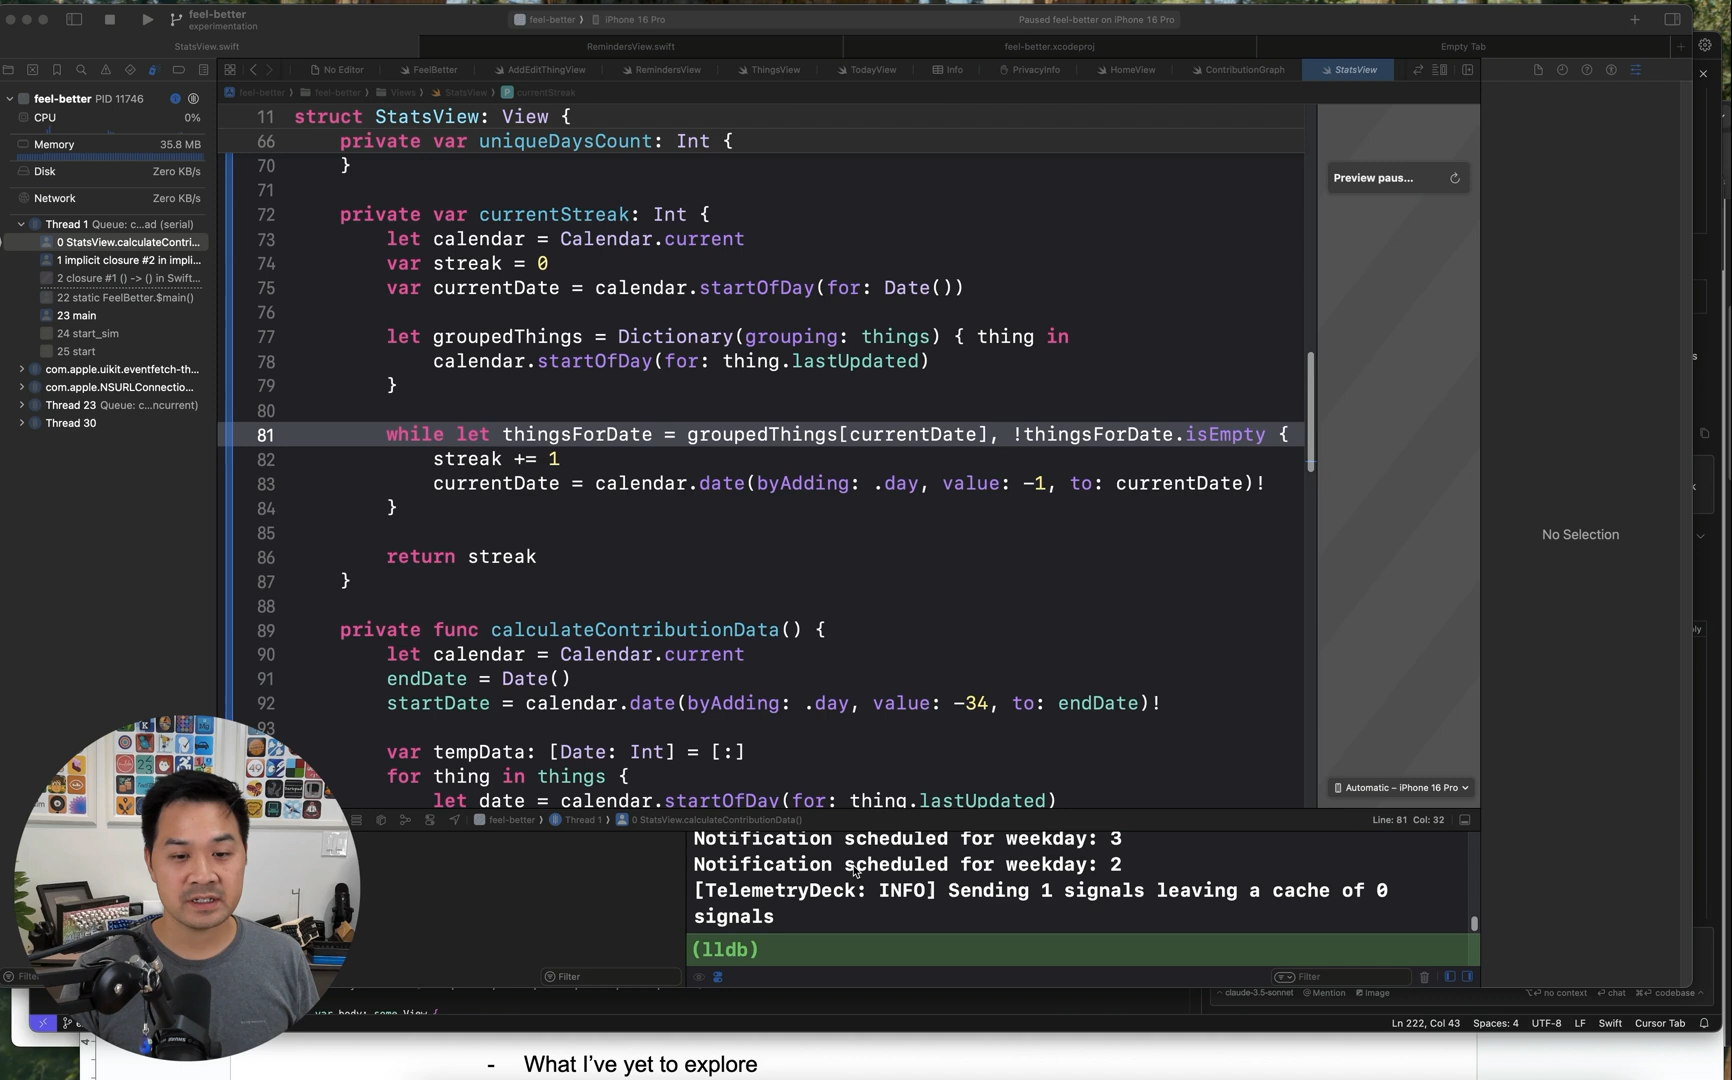 feel-better
experimentation
feel-better
iPhone 16 Pro
Paused feel-better on iPhone 16 Pro
StatsView.swift
RemindersView.swift
feel-better.xcodeproj
Empty Tab
No Editor
FeelBetter
AddEditThingView
RemindersView
ThingsView
TodayView
Info
PrivacyInfo
HomeView
ContributionGraph
StatsView
feel-better
feel-better
Views
StatsView
P currentStreak
feel-better PID 11746
CPU 0%
Memory 35.8 MB
Disk Zero KB/s
Network Zero KB/s
Thread 1 Queue: c...ad (serial)
0 StatsView.calculateContri...
1 implicit closure #2 in impli...
2 closure #1 () -> () in Swift...
22 static FeelBetter.$main()
23 main
24 start_sim
25 start
com.apple.uikit.eventfetch-th...
com.apple.NSURLConnectio...
Thread 23 Queue: c...ncurrent)
Thread 30
11 struct StatsView: View {
66 private var uniqueDaysCount: Int {
70 }
71
72 private var currentStreak: Int {
73 let calendar = Calendar.current
74 var streak = 0
75 var currentDate = calendar.startOfDay(for: Date())
76
77 let groupedThings = Dictionary(grouping: things) { thing in
78 calendar.startOfDay(for: thing.lastUpdated)
79 }
80
81 while let thingsForDate = groupedThings[currentDate], !thingsForDate.isEmpty {
82 streak += 1
83 currentDate = calendar.date(byAdding: .day, value: -1, to: currentDate)!
84 }
85
86 return streak
87 }
88
89 private func calculateContributionData() {
90 let calendar = Calendar.current
91 endDate = Date()
92 startDate = calendar.date(byAdding: .day, value: -34, to: endDate)!
93
var tempData: [Date: Int] = [:]
for thing in things {
let date = calendar.startOfDay(for: thing.lastUpdated)
Preview paus...
No Selection
Automatic – iPhone 16 Pro
feel-better
Thread 1
0 StatsView.calculateContributionData()
Line: 81 Col: 32
Notification scheduled for weekday: 3
Notification scheduled for weekday: 2
[TelemetryDeck: INFO] Sending 1 signals leaving a cache of 0
signals
(lldb)
Filter
Filter
claude-3.5-sonnet @Mention Image
no context
chat
codebase
var body: some View {
Ln 222, Col 43 Spaces: 4 UTF-8 LF Swift Cursor Tab
- What I've yet to explore